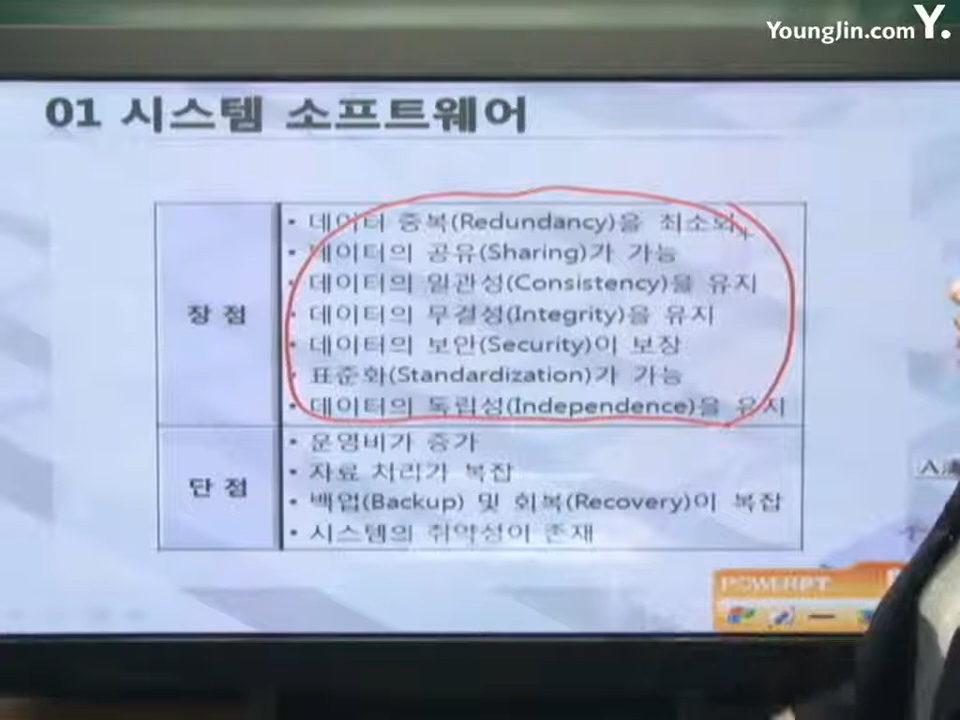 YoungJin.com Y.
01 시스템 소프트웨어
장점
• 데이터 중복(Redundancy)을 최소화
• 데이터의 공유(Sharing)가 가능
• 데이터의 일관성(Consistency)을 유지
• 데이터의 무결성(Integrity)을 유지
• 데이터의 보안(Security)이 보장
• 표준화(Standardization)가 가능
• 데이터의 독립성(Independence)을 유지
단점
• 운영비가 증가
• 자료 처리가 복잡
• 백업(Backup) 및 회복(Recovery)이 복잡
• 시스템의 취약성이 존재
POWERPT